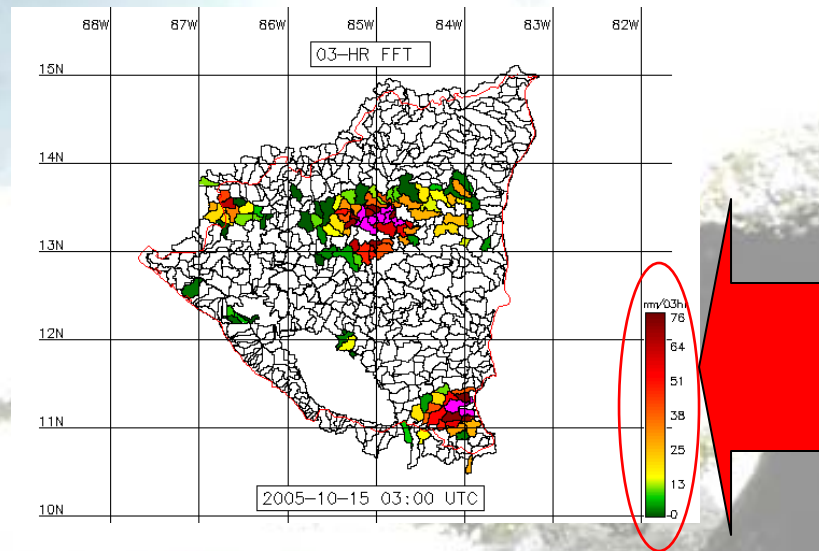 88W 87W 86W 85W 84W 83W 82W
03-HR FFT
15N
14N
13N
mm/03h
76
12N
64
51
38
11N
25
13
2005-10-15 03:00 UTC
10N
0